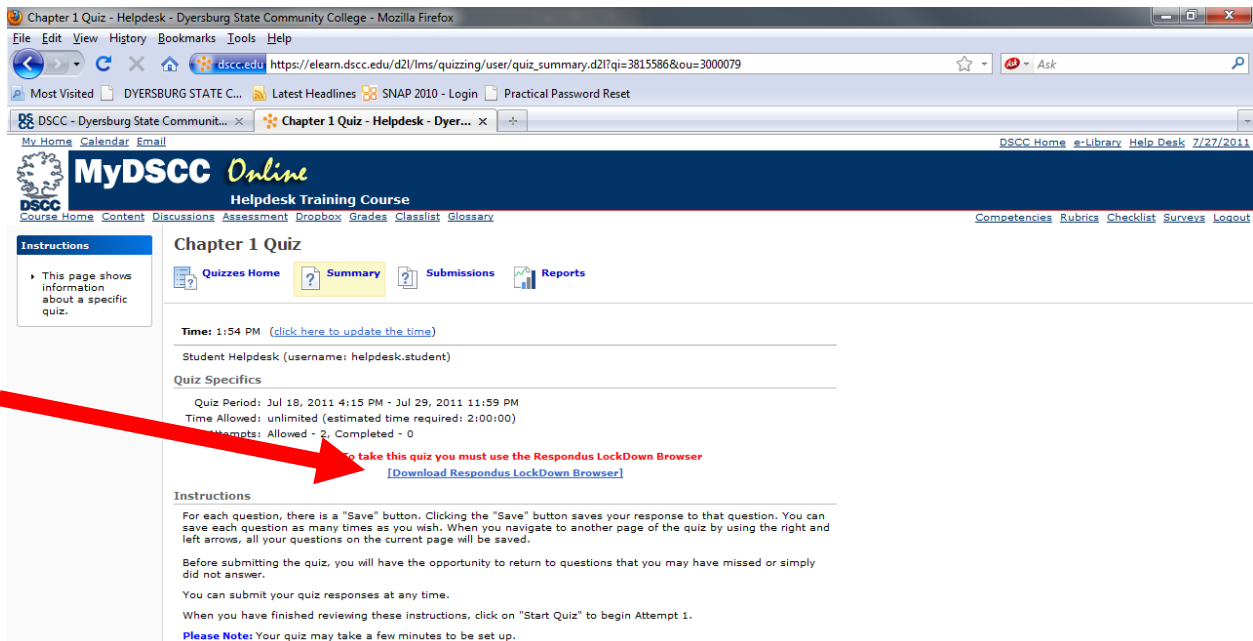 Chapter 1 Quiz - Helpdesk - Dyersburg State Community College - Mozilla Firefox
File Edit View History Bookmarks Tools Help
dscc.edu https://elearn.dscc.edu/d2l/lms/quizzing/user/quiz_summary.d2l?qi=3815586&ou=3000079
Ask
Most Visited DYERSBURG STATE C... Latest Headlines SNAP 2010 - Login Practical Password Reset
DSCC - Dyersburg State Communit... Chapter 1 Quiz - Helpdesk - Dyer...
My Home Calendar Email DSCC Home e-Library Help Desk 7/27/2011
DSCC MyDSCC Online
Helpdesk Training Course
Course Home Content Discussions Assessment Dropbox Grades Classlist Glossary Competencies Rubrics Checklist Surveys Logout
Instructions
This page shows
information
about a specific
quiz.
Chapter 1 Quiz
Quizzes Home Summary Submissions Reports
Time: 1:54 PM (click here to update the time)
Student Helpdesk (username: helpdesk.student)
Quiz Specifics
Quiz Period: Jul 18, 2011 4:15 PM - Jul 29, 2011 11:59 PM
Time Allowed: unlimited (estimated time required: 2:00:00)
Attempts: Allowed - 2, Completed - 0
To take this quiz you must use the Respondus LockDown Browser
[Download Respondus LockDown Browser]
Instructions
For each question, there is a "Save" button. Clicking the "Save" button saves your response to that question. You can
save each question as many times as you wish. When you navigate to another page of the quiz by using the right and
left arrows, all your questions on the current page will be saved.
Before submitting the quiz, you will have the opportunity to return to questions that you may have missed or simply
did not answer.
You can submit your quiz responses at any time.
When you have finished reviewing these instructions, click on "Start Quiz" to begin Attempt 1.
Please Note: Your quiz may take a few minutes to be set up.